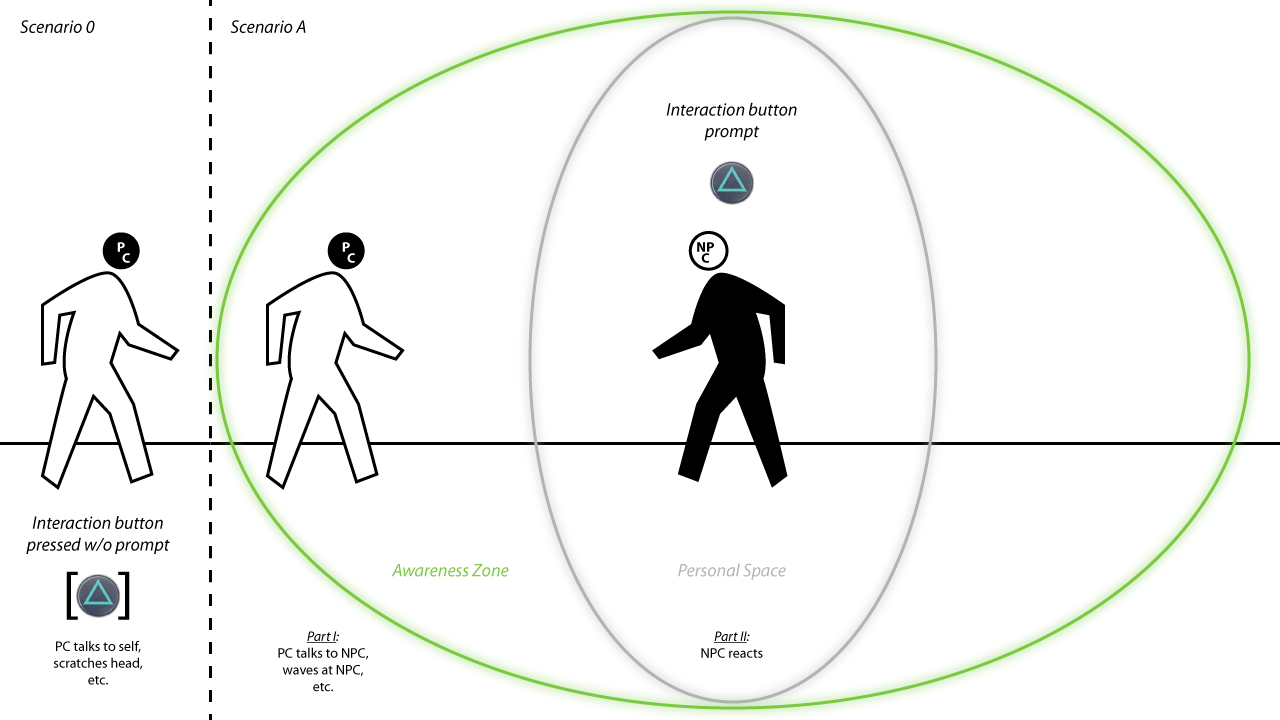 Scenario 0
Scenario A
Interaction button
prompt
P
C
P
C
NP
C
Interaction button
pressed w/o prompt
[ ]
Awareness Zone
Personal Space
PC talks to self,
scratches head,
etc.
Part I:
PC talks to NPC,
waves at NPC,
etc.
Part II:
NPC reacts